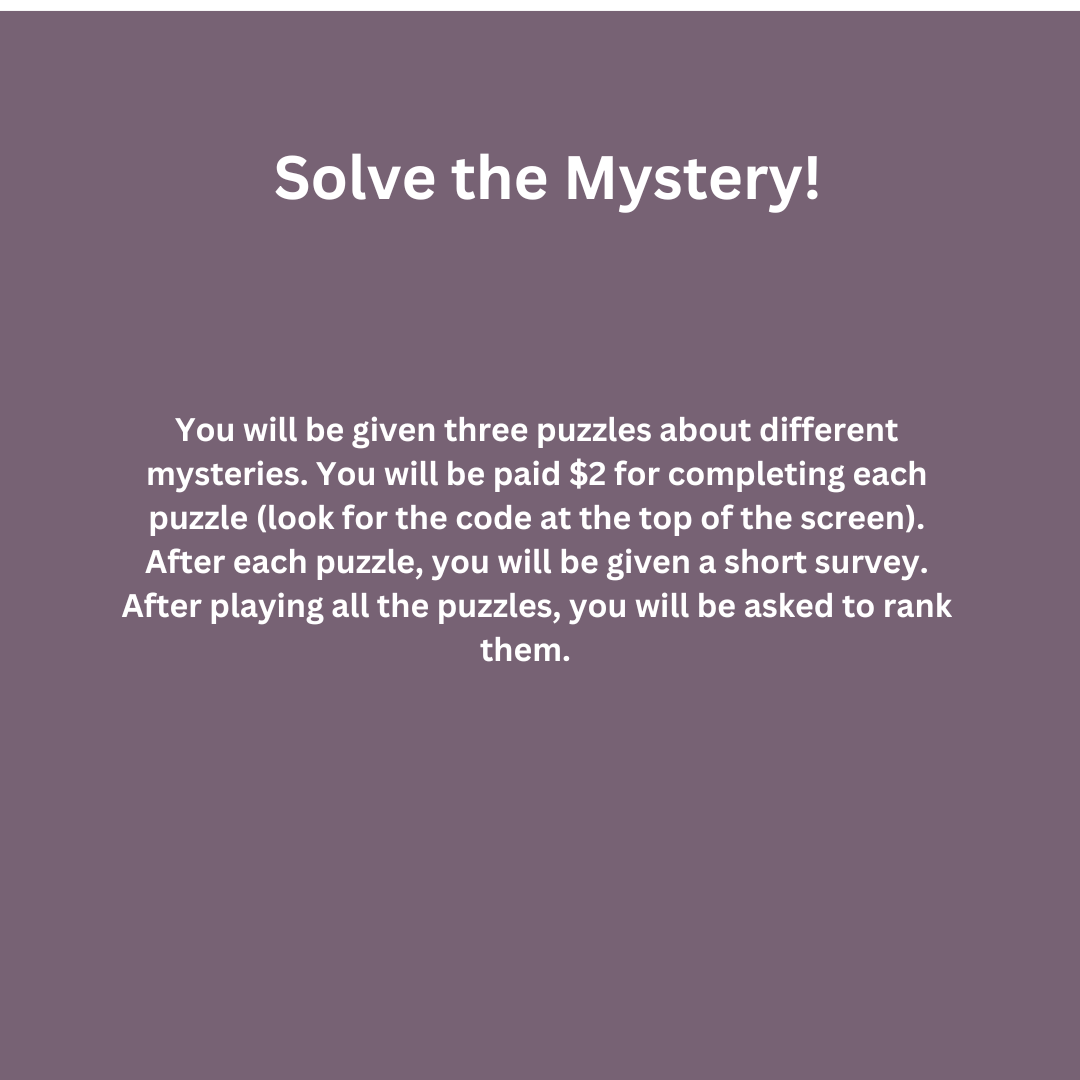 Solve the Mystery!
You will be given three puzzles about different
mysteries. You will be paid $2 for completing each
puzzle (look for the code at the top of the screen).
After each puzzle, you will be given a short survey.
After playing all the puzzles, you will be asked to rank
them.